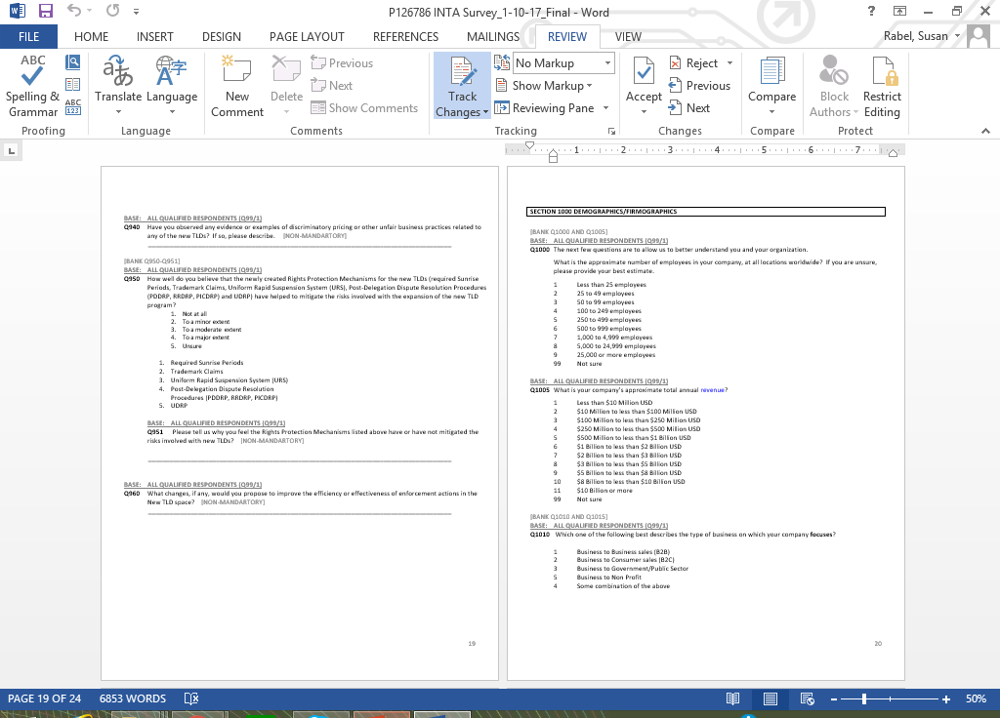 P126786 INTA Survey_1-10-17_Final - Word
FILE HOME INSERT DESIGN PAGE LAYOUT REFERENCES MAILINGS REVIEW VIEW Rabel, Susan
ABC Spelling & Grammar
ABC 123
Proofing
Translate Language
Language
New Comment
Delete
Previous
Next
Show Comments
Comments
Track Changes
No Markup
Show Markup
Reviewing Pane
Tracking
Accept
Reject
Previous
Next
Changes
Compare
Compare
Block Authors
Restrict Editing
Protect
1 2 3 4 5 6 7
BASE: ALL QUALIFIED RESPONDENTS (Q99/1)
Q940 Have you observed any evidence or examples of discriminatory pricing or other unfair business practices related to
any of the new TLDs? If so, please describe. [NON-MANDARTORY]
[BANK Q950-Q951]
BASE: ALL QUALIFIED RESPONDENTS (Q99/1)
Q950 How well do you believe that the newly created Rights Protection Mechanisms for the new TLDs (required Sunrise
Periods, Trademark Claims, Uniform Rapid Suspension System (URS), Post-Delegation Dispute Resolution Procedures
(PDDRP, RRDRP, PICDRP) and UDRP) have helped to mitigate the risks involved with the expansion of the new TLD
program?
1. Not at all
2. To a minor extent
3. To a moderate extent
4. To a major extent
5. Unsure
1. Required Sunrise Periods
2. Trademark Claims
3. Uniform Rapid Suspension System (URS)
4. Post-Delegation Dispute Resolution
Procedures (PDDRP, RRDRP, PICDRP)
5. UDRP
BASE: ALL QUALIFIED RESPONDENTS (Q99/1)
Q951 Please tell us why you feel the Rights Protection Mechanisms listed above have or have not mitigated the
risks involved with new TLDs? [NON-MANDARTORY]
BASE: ALL QUALIFIED RESPONDENTS (Q99/1)
Q960 What changes, if any, would you propose to improve the efficiency or effectiveness of enforcement actions in the
New TLD space? [NON-MANDARTORY]
19
SECTION 1000 DEMOGRAPHICS/FIRMOGRAPHICS
[BANK Q1000 AND Q1005]
BASE: ALL QUALIFIED RESPONDENTS (Q99/1)
Q1000 The next few questions are to allow us to better understand you and your organization.
What is the approximate number of employees in your company, at all locations worldwide? If you are unsure,
please provide your best estimate.
1 Less than 25 employees
2 25 to 49 employees
3 50 to 99 employees
4 100 to 249 employees
5 250 to 499 employees
6 500 to 999 employees
7 1,000 to 4,999 employees
8 5,000 to 24,999 employees
9 25,000 or more employees
99 Not sure
BASE: ALL QUALIFIED RESPONDENTS (Q99/1)
Q1005 What is your company's approximate total annual revenue?
1 Less than $10 Million USD
2 $10 Million to less than $100 Million USD
3 $100 Million to less than $250 Million USD
4 $250 Million to less than $500 Million USD
5 $500 Million to less than $1 Billion USD
6 $1 Billion to less than $2 Billion USD
7 $2 Billion to less than $3 Billion USD
8 $3 Billion to less than $5 Billion USD
9 $5 Billion to less than $8 Billion USD
10 $8 Billion to less than $10 Billion USD
11 $10 Billion or more
99 Not sure
[BANK Q1010 AND Q1015]
BASE: ALL QUALIFIED RESPONDENTS (Q99/1)
Q1010 Which one of the following best describes the type of business on which your company focuses?
1 Business to Business sales (B2B)
2 Business to Consumer sales (B2C)
3 Business to Government/Public Sector
5 Business to Non Profit
4 Some combination of the above
20
PAGE 19 OF 24 6853 WORDS 50%